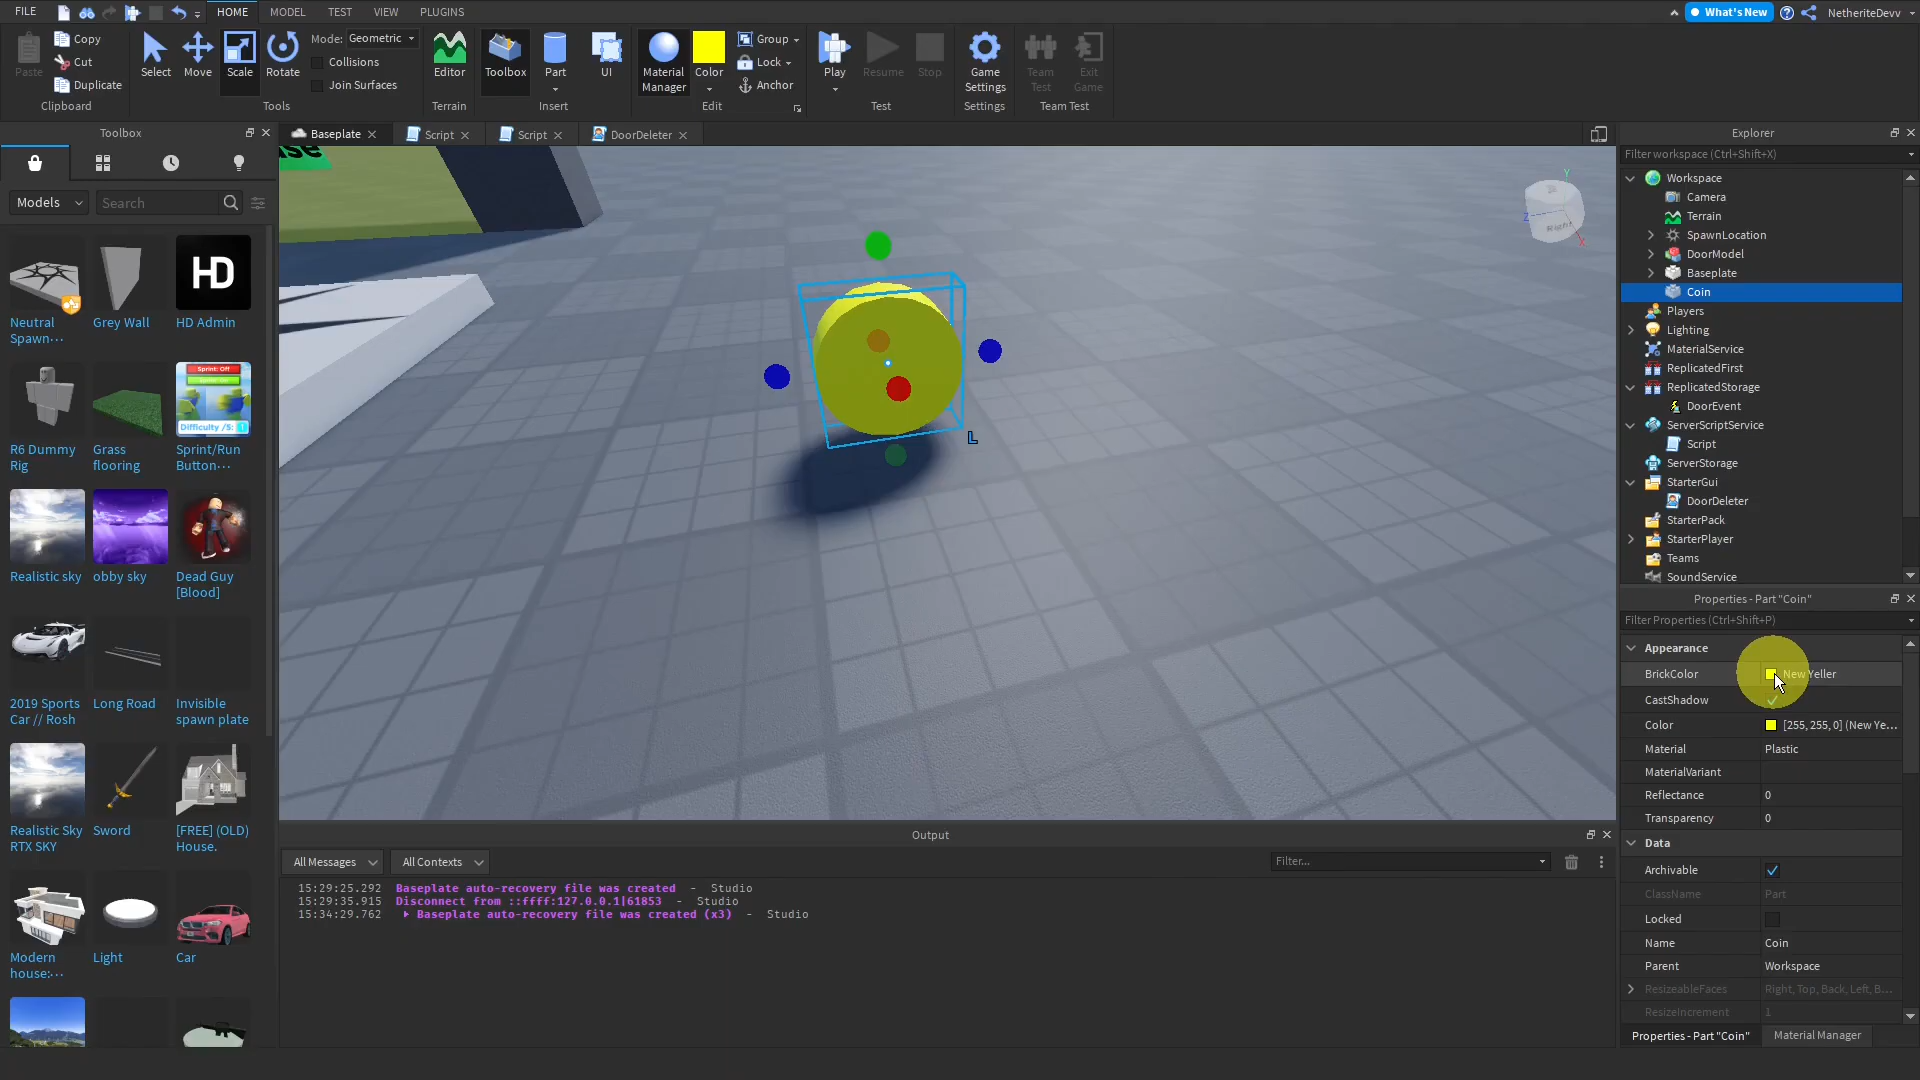 FILE
HOME
MODEL
TEST
VIEW
PLUGINS
What's New
NetheriteDevv
Paste
Copy
Cut
Duplicate
Clipboard
Select
Move
Scale
Rotate
Mode: Geometric
Collisions
Join Surfaces
Tools
Editor
Terrain
Toolbox
Part
UI
Insert
Material
Manager
Color
Group
Lock
Anchor
Edit
Play
Resume
Stop
Test
Game
Settings
Settings
Team
Test
Exit
Game
Team Test
Toolbox
Baseplate
Script
Script
DoorDeleter
Explorer
Models
Search
Neutral
Spawn···
Grey Wall
HD
HD Admin
R6 Dummy
Rig
Grass
flooring
Sprint: Off
Difficulty /5: 1
Sprint/Run
Button···
Realistic sky
obby sky
Dead Guy
[Blood]
2019 Sports
Car // Rosh
Long Road
Invisible
spawn plate
Realistic Sky
RTX SKY
Sword
[FREE] (OLD)
House.
Modern
house:···
Light
Car
Y
Z
X
Right
L
Filter workspace (Ctrl+Shift+X)
Workspace
Camera
Terrain
SpawnLocation
DoorModel
Baseplate
Coin
Players
Lighting
MaterialService
ReplicatedFirst
ReplicatedStorage
DoorEvent
ServerScriptService
Script
ServerStorage
StarterGui
DoorDeleter
StarterPack
StarterPlayer
Teams
SoundService
Properties - Part "Coin"
Filter Properties (Ctrl+Shift+P)
Appearance
BrickColor New Yeller
CastShadow
Color [255, 255, 0] (New Ye...
Material Plastic
MaterialVariant
Reflectance 0
Transparency 0
Data
Archivable
ClassName Part
Locked
Name Coin
Parent Workspace
ResizeableFaces Right, Top, Back, Left, B...
ResizeIncrement 1
Properties - Part "Coin"
Material Manager
Output
All Messages
All Contexts
Filter...
15:29:25.292 Baseplate auto-recovery file was created - Studio
15:29:35.915 Disconnect from ::ffff:127.0.0.1|61853 - Studio
15:34:29.762 Baseplate auto-recovery file was created (x3) - Studio